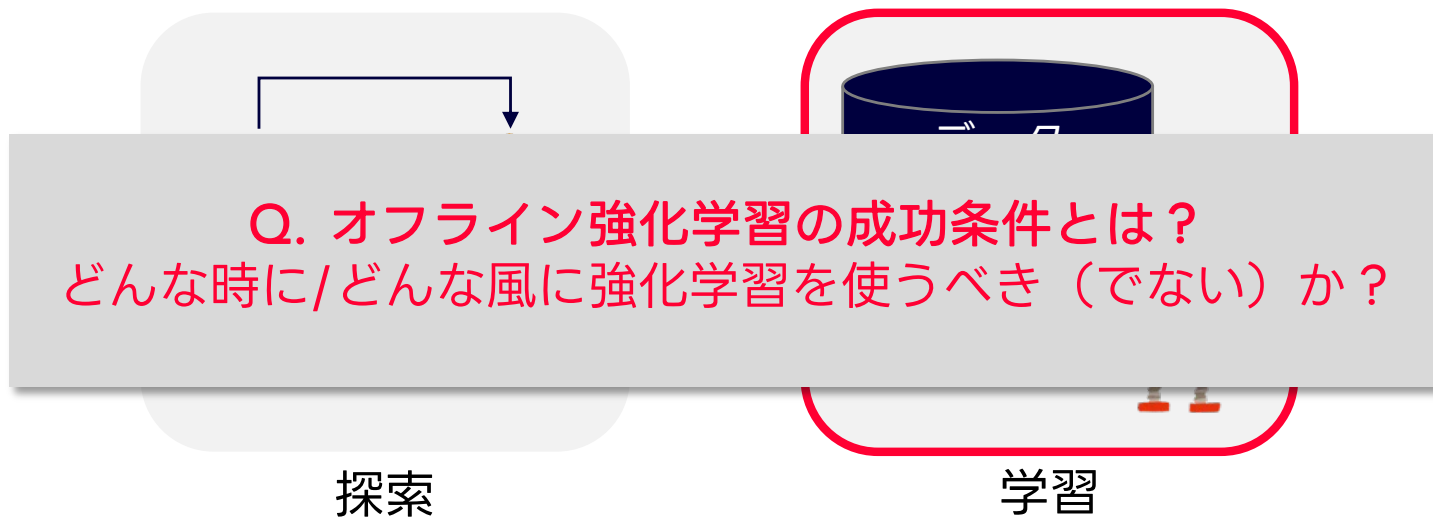 Q. オフライン強化学習の成功条件とは？
どんな時に/どんな風に強化学習を使うべき（でない）か？
探索
学習